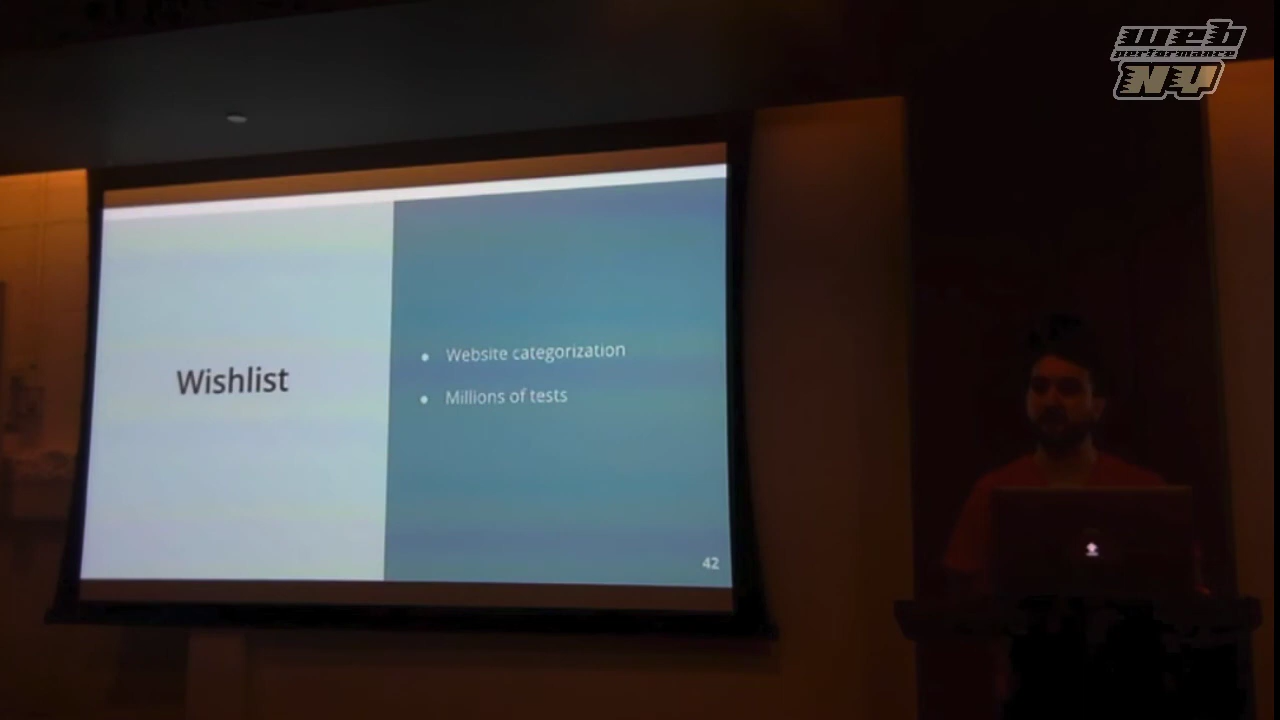 web
performance
NY
Wishlist
● Website categorization
● Millions of tests
42